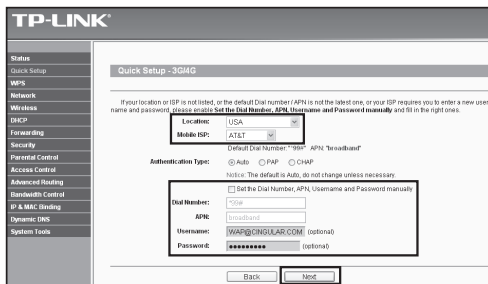 TP-LINK®
Status
Quick Setup
WPS
Network
Wireless
DHCP
Forwarding
Security
Parental Control
Access Control
Advanced Routing
Bandwidth Control
IP & MAC Binding
Dynamic DNS
System Tools
Quick Setup - 3G/4G
If your location or ISP is not listed, or the default Dial number / APN is not the latest one, or your ISP requires you to enter a new user
name and password, please enable Set the Dial Number, APN, Username and Password manually and fill in the right ones.
Location: USA
Mobile ISP: AT&T
Default Dial Number: "*99#" APN: "broadband"
Authentication Type: Auto PAP CHAP
Notice: The default is Auto, do not change unless necessary.
Set the Dial Number, APN, Username and Password manually
Dial Number: *99#
APN: broadband
Username: WAP@CINGULAR.COM (optional)
Password: ●●●●●●●●● (optional)
Back Next